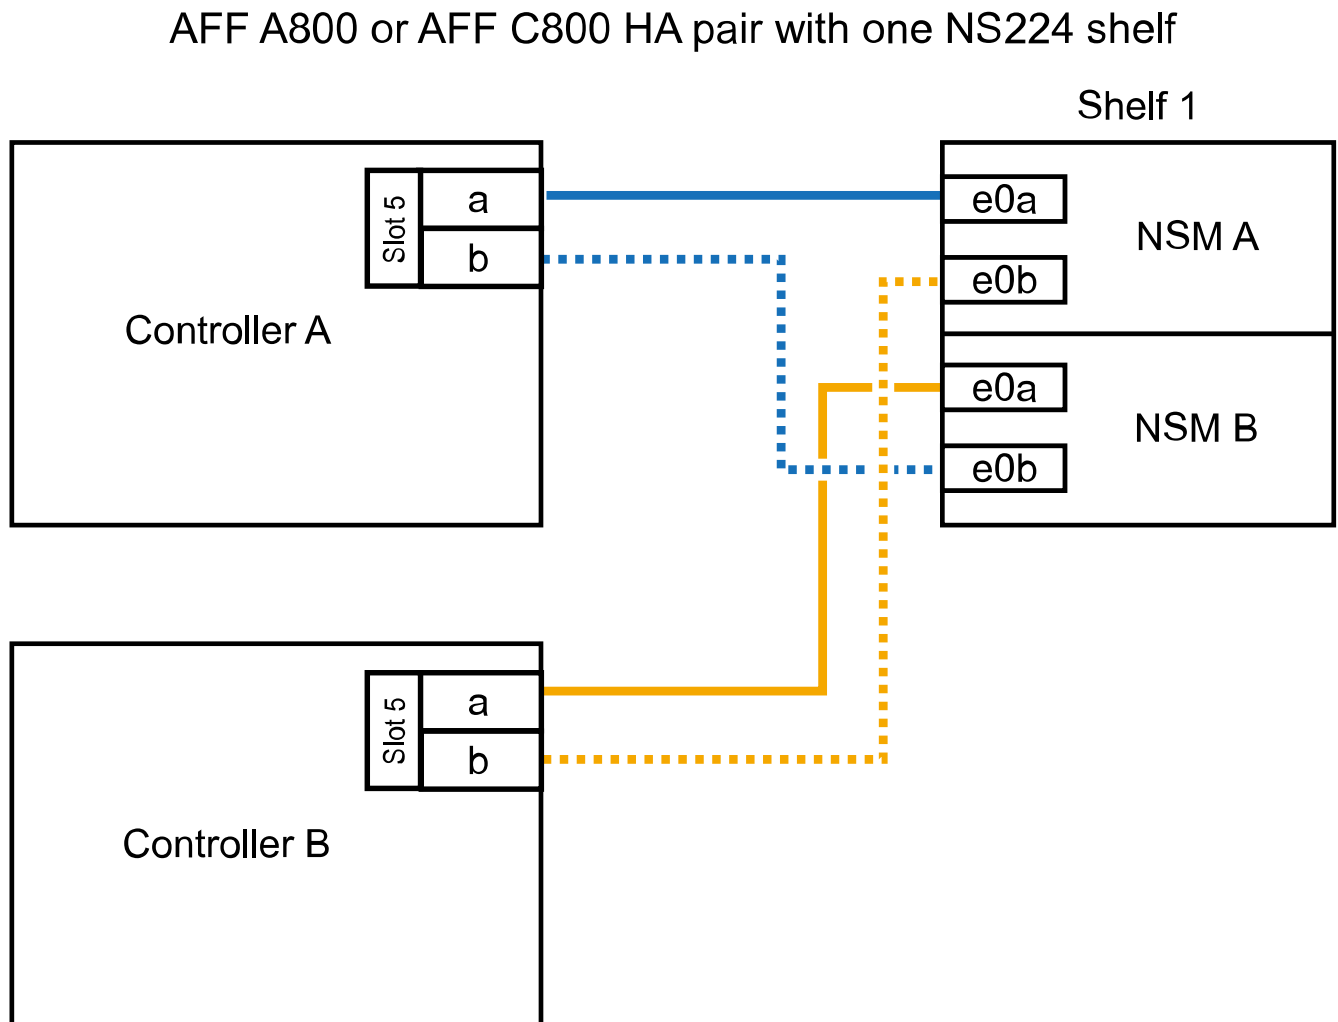 AFF A800 or AFF C800 HA pair with one NS224 shelf
Shelf 1
Slot 5
a
b
Controller A
e0a
e0b
NSM A
e0a
e0b
NSM B
Slot 5
a
b
Controller B